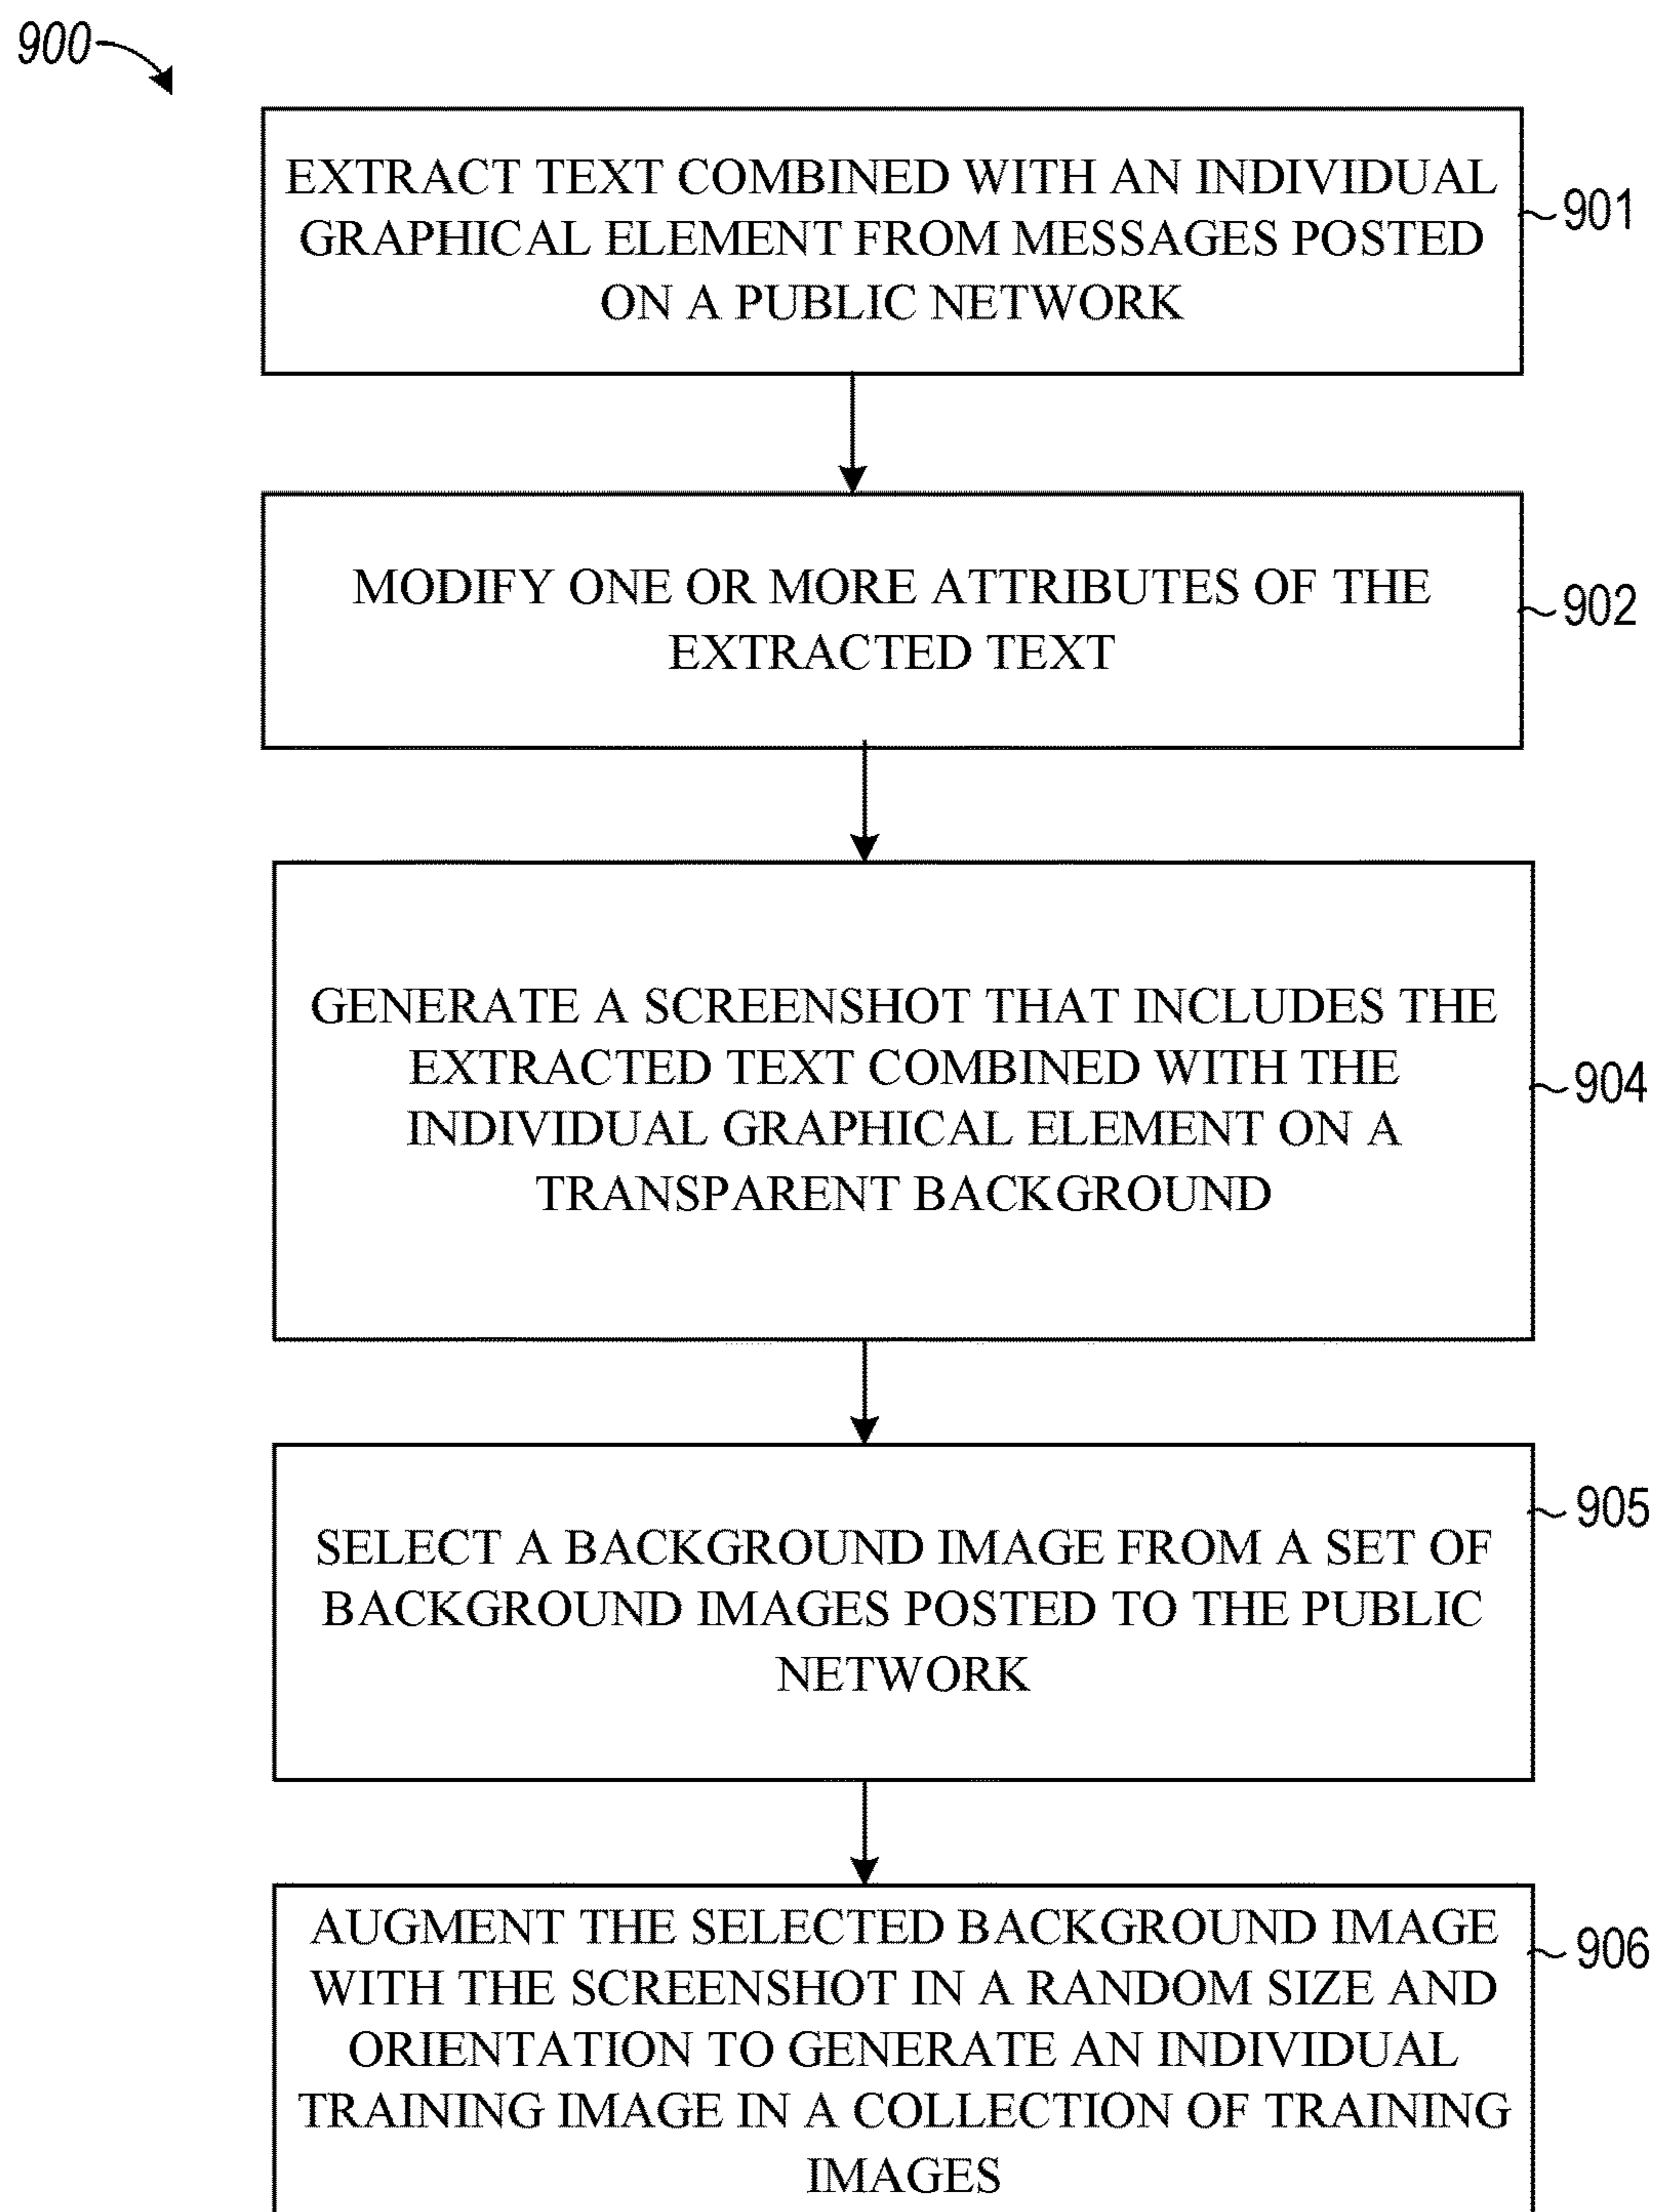 900
EXTRACT TEXT COMBINED WITH AN INDIVIDUAL
GRAPHICAL ELEMENT FROM MESSAGES POSTED
ON A PUBLIC NETWORK
901
MODIFY ONE OR MORE ATTRIBUTES OF THE
EXTRACTED TEXT
902
GENERATE A SCREENSHOT THAT INCLUDES THE
EXTRACTED TEXT COMBINED WITH THE
INDIVIDUAL GRAPHICAL ELEMENT ON A
TRANSPARENT BACKGROUND
904
SELECT A BACKGROUND IMAGE FROM A SET OF
BACKGROUND IMAGES POSTED TO THE PUBLIC
NETWORK
905
AUGMENT THE SELECTED BACKGROUND IMAGE
WITH THE SCREENSHOT IN A RANDOM SIZE AND
ORIENTATION TO GENERATE AN INDIVIDUAL
TRAINING IMAGE IN A COLLECTION OF TRAINING
IMAGES
906